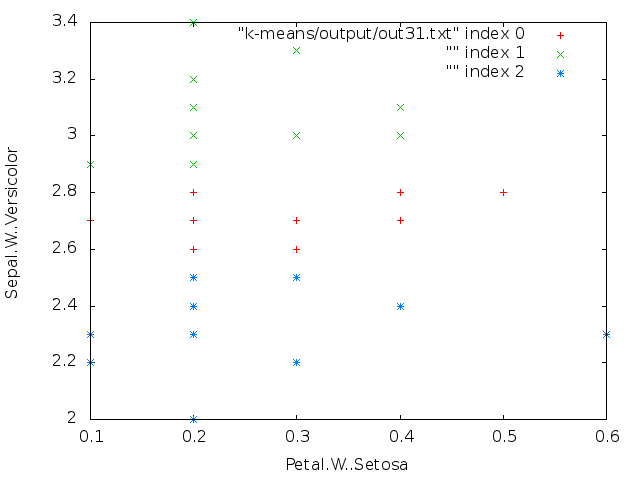 3.4
3.2
3
2.8
2.6
2.4
2.2
2
0.1 0.2 0.3 0.4 0.5 0.6
Sepal.W..Versicolor
Petal.W..Setosa
"k-means/output/out31.txt" index 0
"" index 1
"" index 2